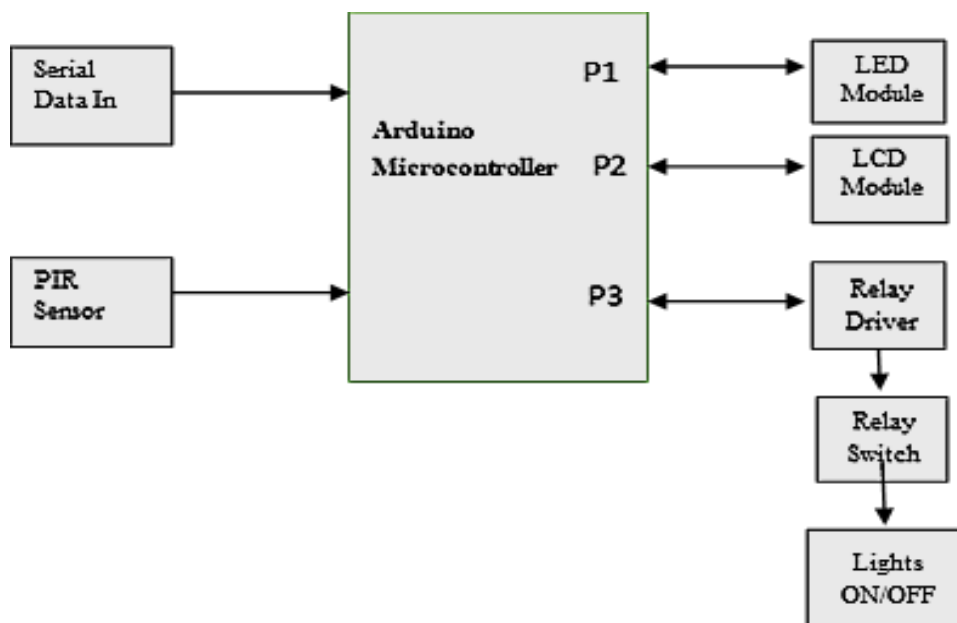 Serial
Data In
PIR
Sensor
Arduino
Microcontroller
P1
P2
P3
LED
Module
LCD
Module
Relay
Driver
Relay
Switch
Lights
ON/OFF